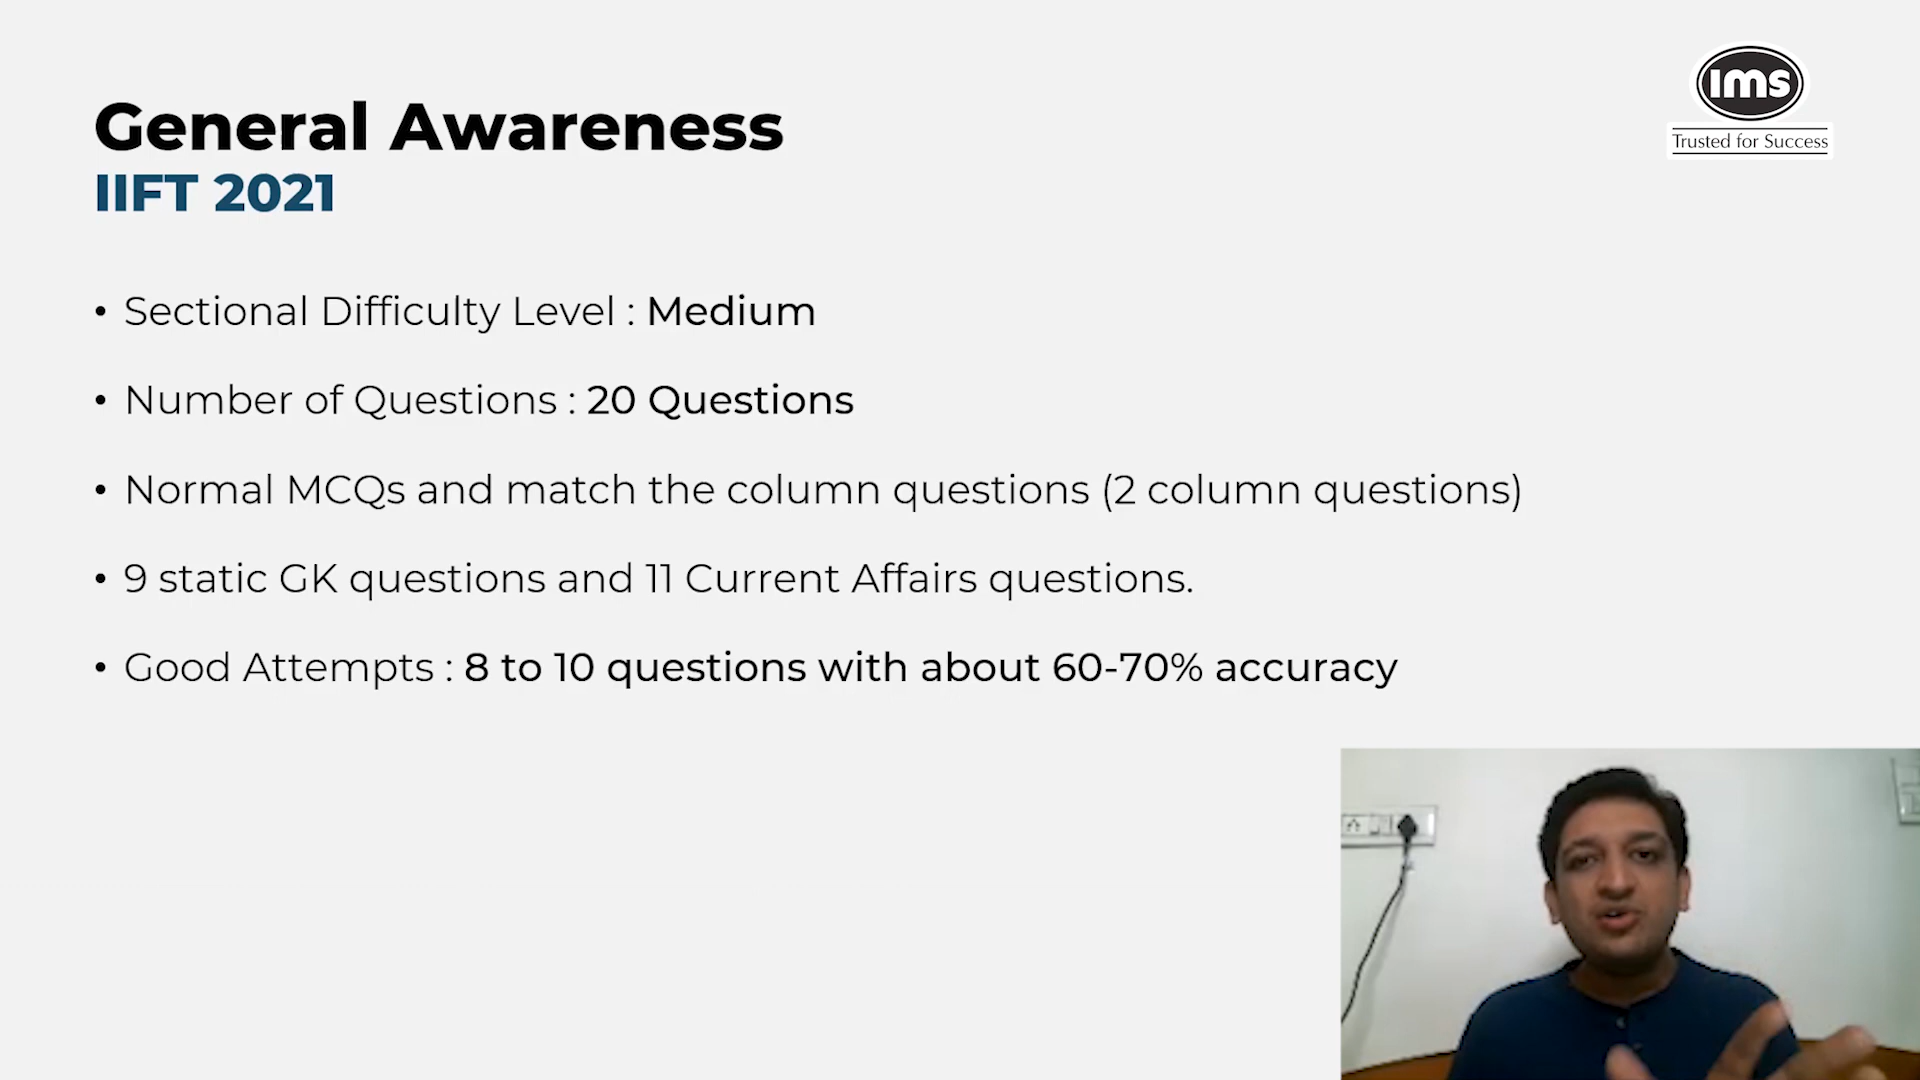 ims
Trusted for Success
General Awareness
IIFT 2021
• Sectional Difficulty Level : Medium
• Number of Questions : 20 Questions
• Normal MCQs and match the column questions (2 column questions)
• 9 static GK questions and 11 Current Affairs questions.
• Good Attempts : 8 to 10 questions with about 60-70% accuracy